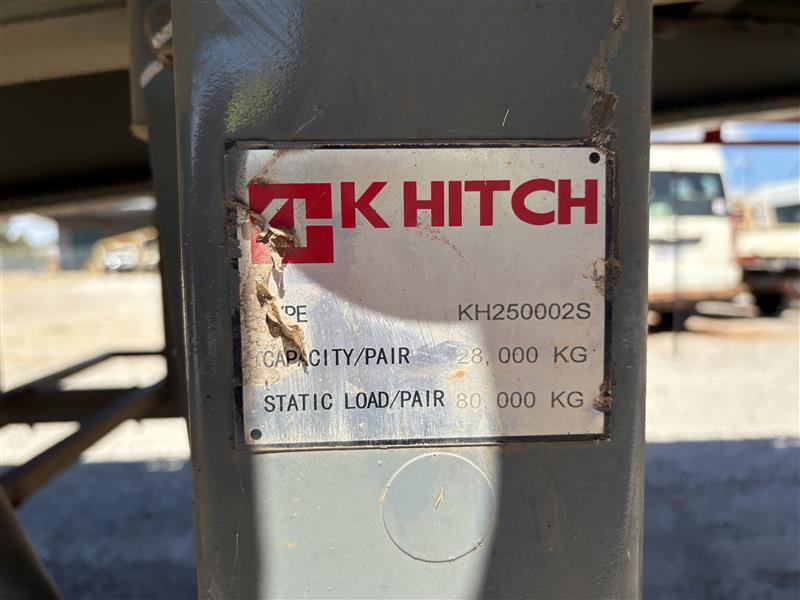 K HITCH
KH250002S
CAPACITY/PAIR 28,000 KG
STATIC LOAD/PAIR 80,000 KG